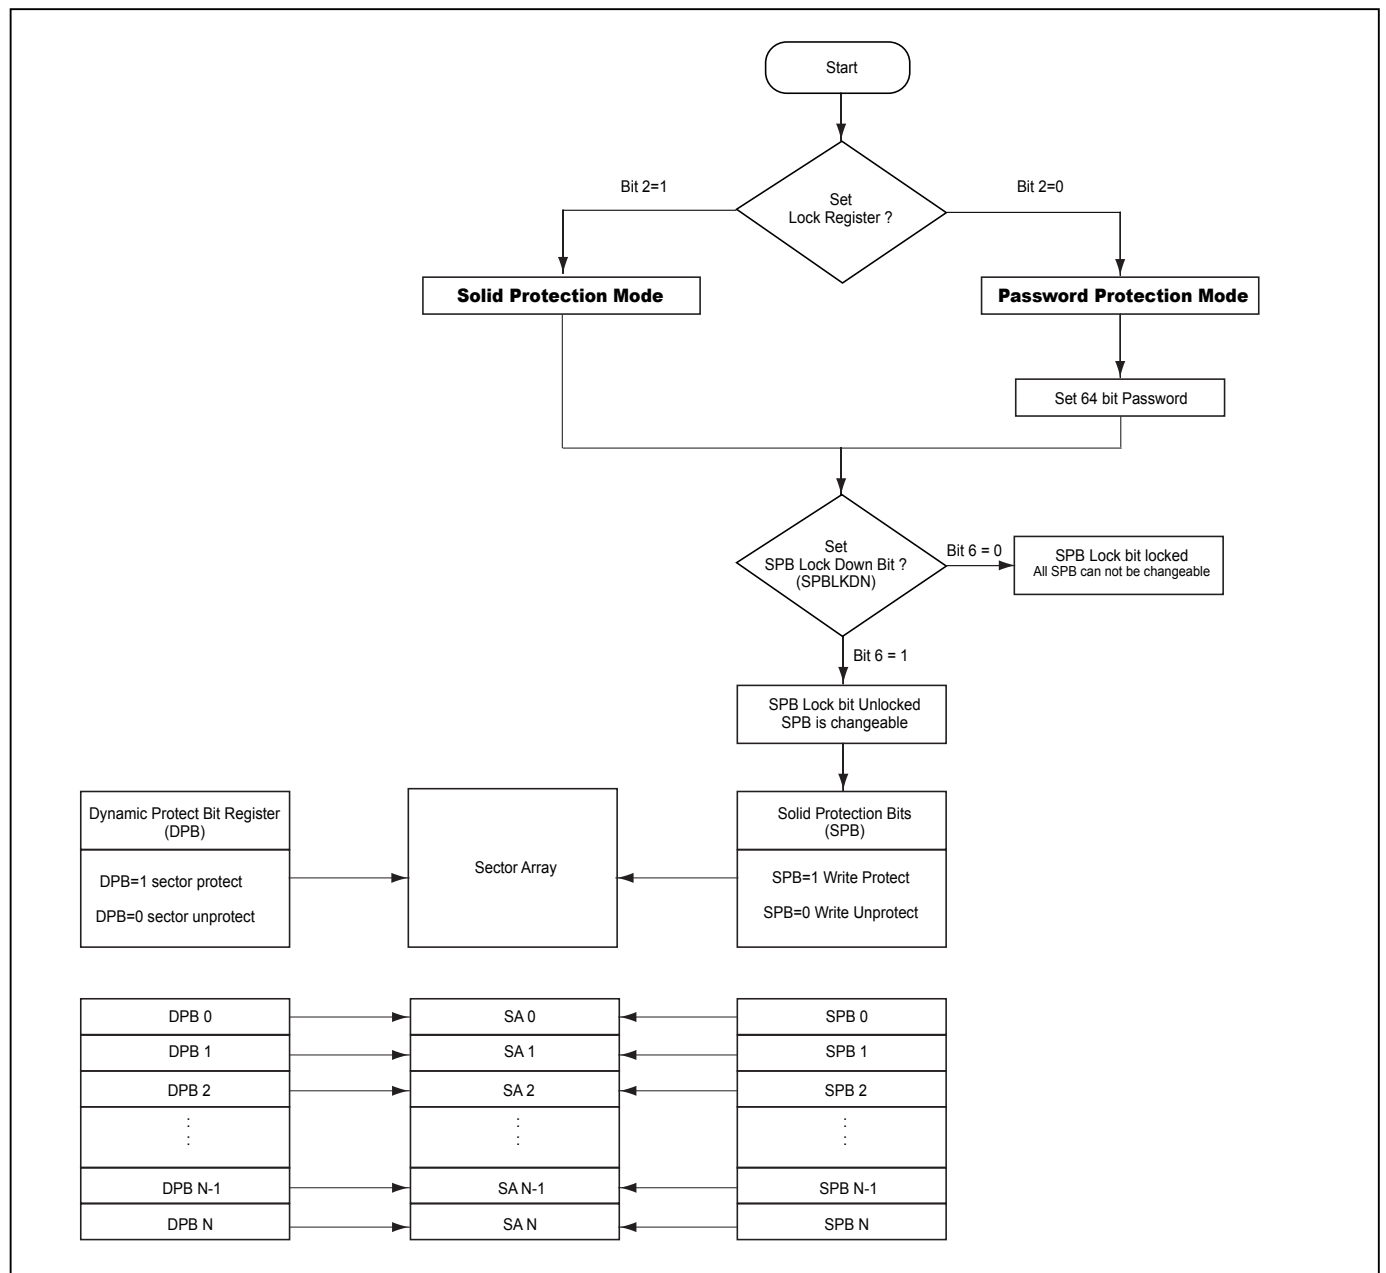 Start
Bit 2=1
Bit 2=0
Set
Lock Register ?
Solid Protection Mode
Password Protection Mode
Set 64 bit Password
Set
SPB Lock Down Bit ?
(SPBLKDN)
Bit 6 = 0
SPB Lock bit locked
All SPB can not be changeable
Bit 6 = 1
SPB Lock bit Unlocked
SPB is changeable
Dynamic Protect Bit Register
(DPB)
DPB=1 sector protect
DPB=0 sector unprotect
Sector Array
Solid Protection Bits
(SPB)
SPB=1 Write Protect
SPB=0 Write Unprotect
DPB 0
SA 0
SPB 0
DPB 1
SA 1
SPB 1
DPB 2
SA 2
SPB 2
DPB N-1
SA N-1
SPB N-1
DPB N
SA N
SPB N